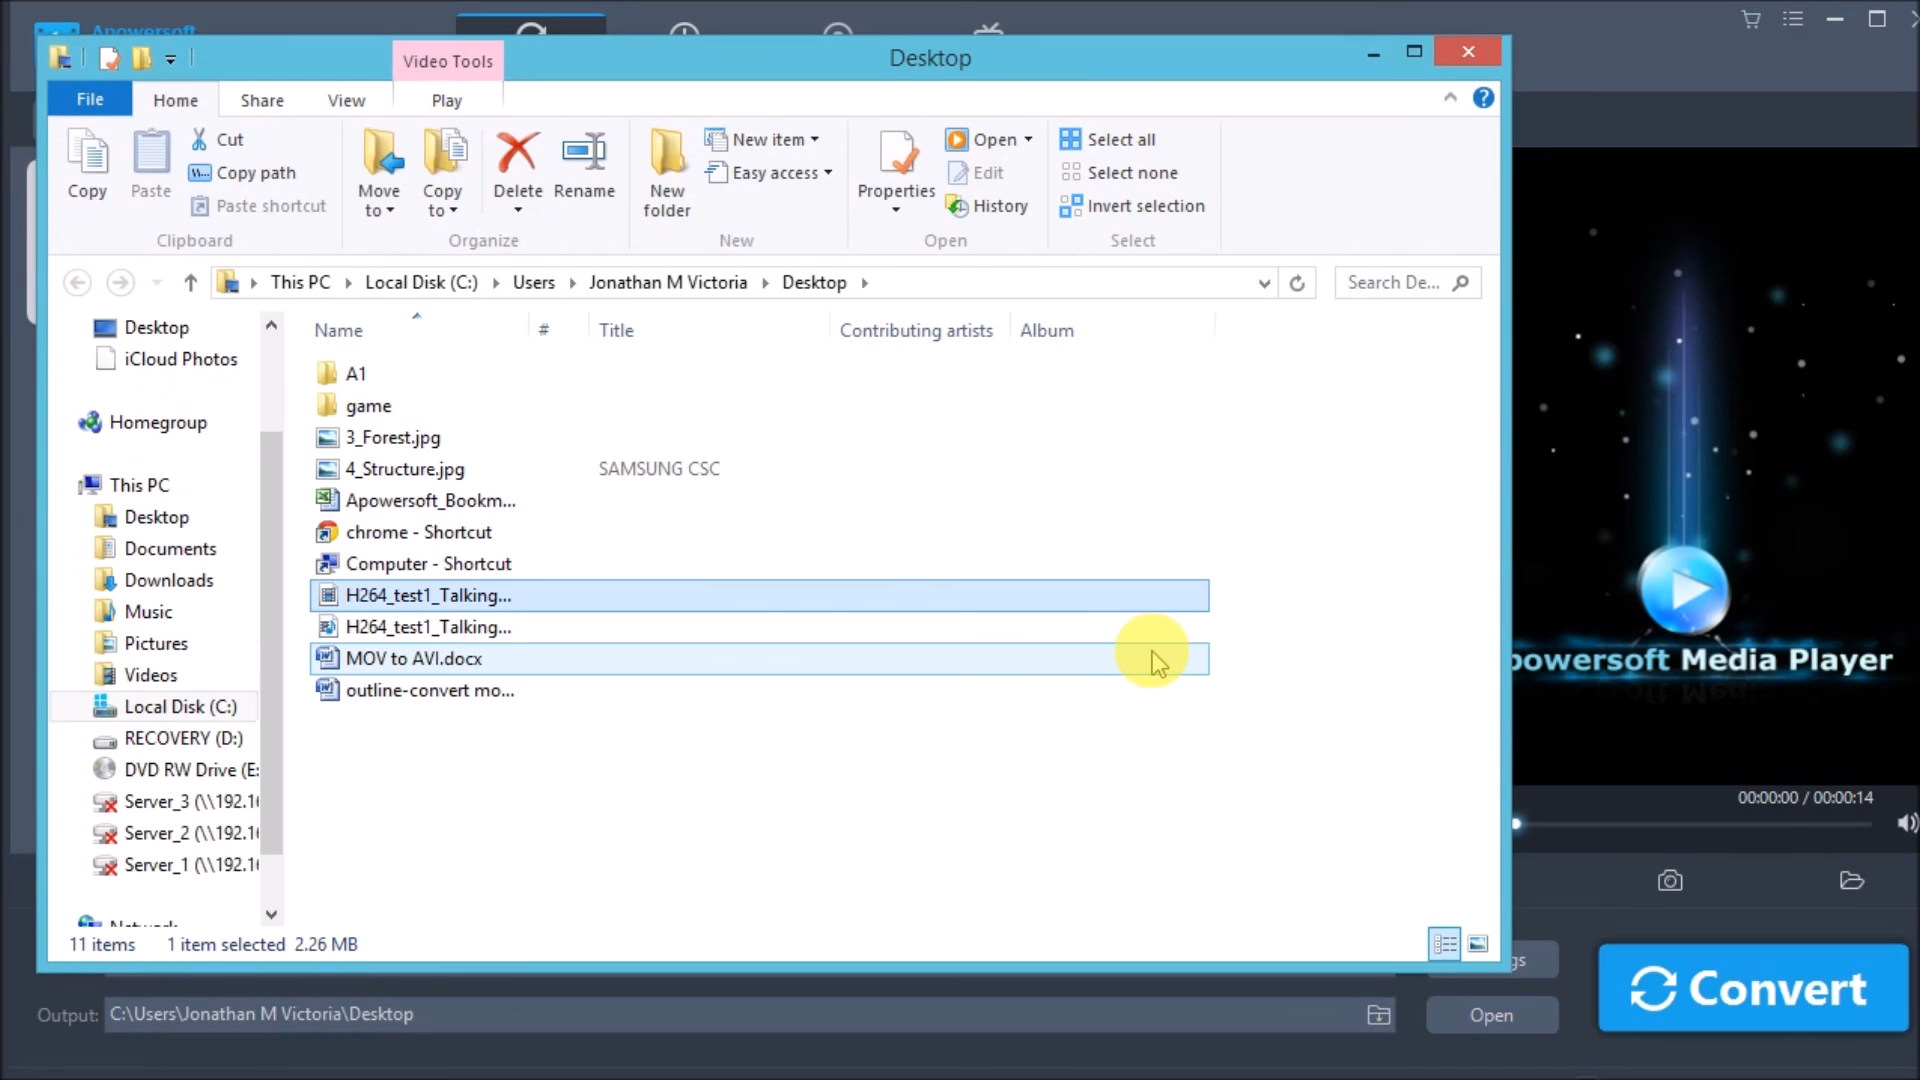 Apowersoft
Video Tools
Desktop
File
Home
Share
View
Play
Copy
Paste
Cut
Copy path
Paste shortcut
Clipboard
Move to
Copy to
Delete
Rename
Organize
New folder
New item
Easy access
New
Properties
Open
Edit
History
Open
Select all
Select none
Invert selection
Select
This PC
Local Disk (C:)
Users
Jonathan M Victoria
Desktop
Search De...
Desktop
iCloud Photos
Homegroup
This PC
Desktop
Documents
Downloads
Music
Pictures
Videos
Local Disk (C:)
RECOVERY (D:)
DVD RW Drive (E:
Server_3 (\\192.16
Server_2 (\\192.16
Server_1 (\\192.16
Network
Name
#
Title
Contributing artists
Album
A1
game
3_Forest.jpg
4_Structure.jpg
SAMSUNG CSC
Apowersoft_Bookm...
chrome - Shortcut
Computer - Shortcut
H264_test1_Talking...
H264_test1_Talking...
MOV to AVI.docx
outline-convert mo...
11 items
1 item selected 2.26 MB
powersoft Media Player
00:00:00 / 00:00:14
gs
Output:
C:\Users\Jonathan M Victoria\Desktop
Open
Convert